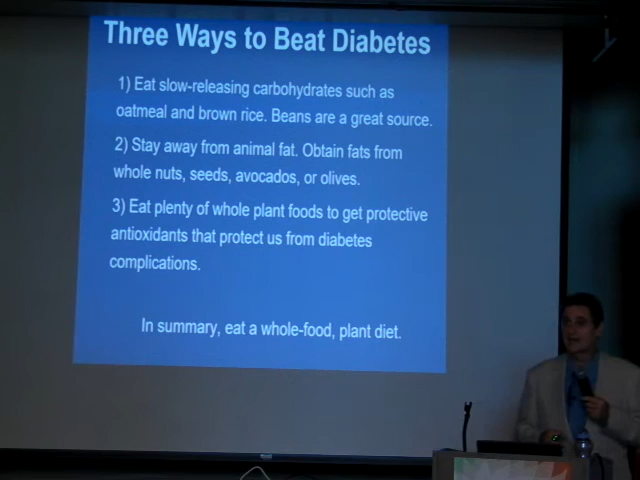 Three Ways to Beat Diabetes
1) Eat slow-releasing carbohydrates such as
oatmeal and brown rice. Beans are a great source.
2) Stay away from animal fat. Obtain fats from
whole nuts, seeds, avocados, or olives.
3) Eat plenty of whole plant foods to get protective
antioxidants that protect us from diabetes
complications.
In summary, eat a whole-food, plant diet.